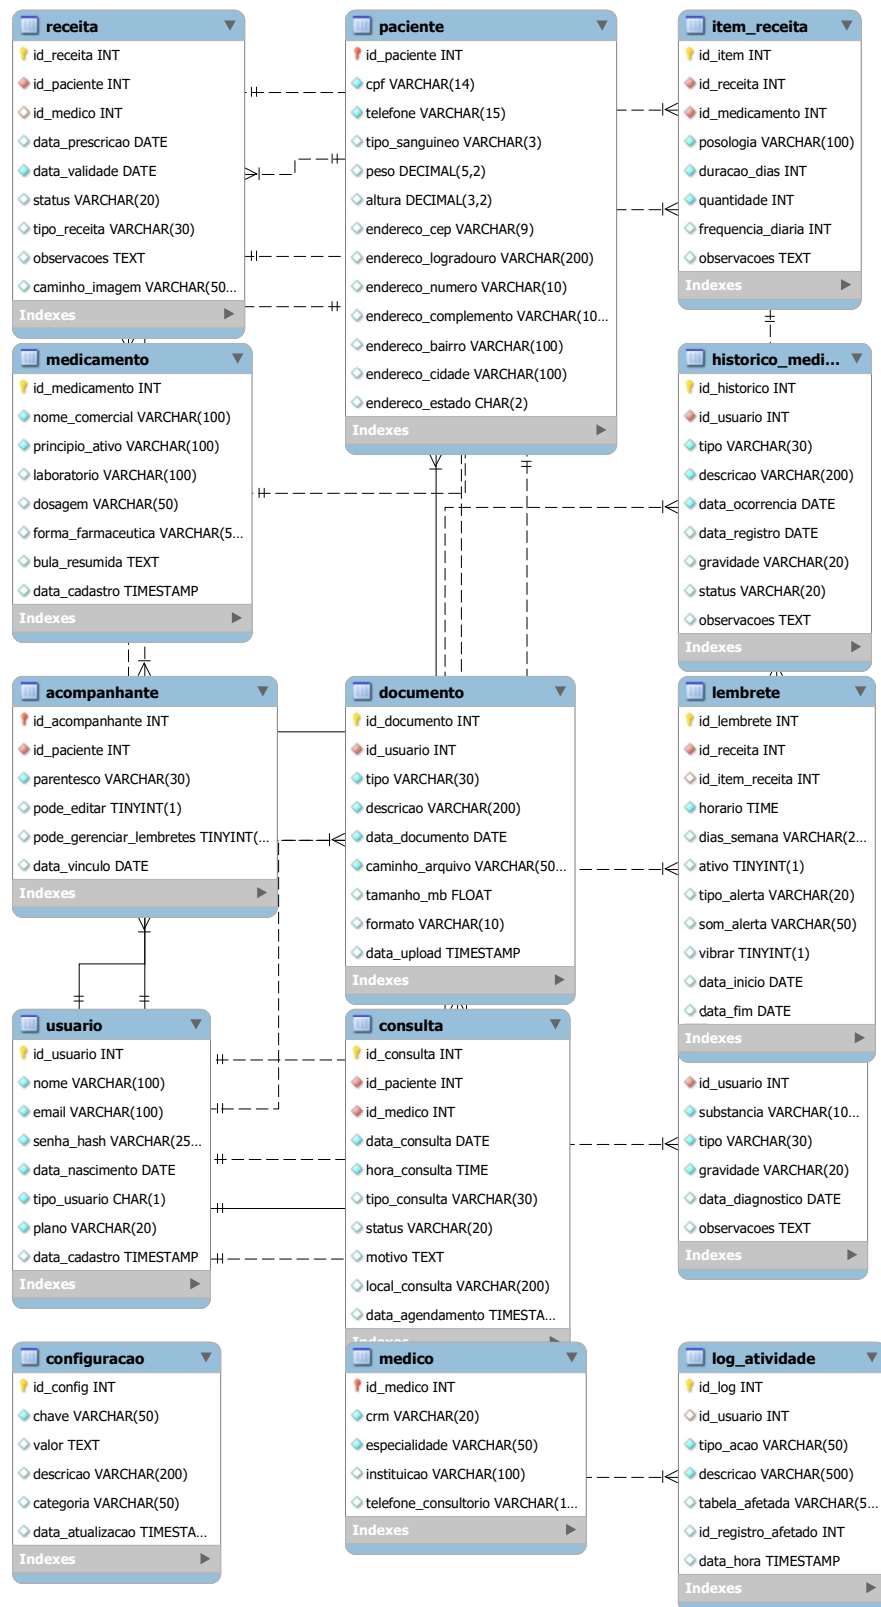 receita
id_receita INT
id_paciente INT
id_medico INT
data_prescricao DATE
data_validade DATE
status VARCHAR(20)
tipo_receita VARCHAR(30)
observacoes TEXT
caminho_imagem VARCHAR(50...
Indexes
paciente
id_paciente INT
cpf VARCHAR(14)
telefone VARCHAR(15)
tipo_sanguineo VARCHAR(3)
peso DECIMAL(5,2)
altura DECIMAL(3,2)
endereco_cep VARCHAR(9)
endereco_logradouro VARCHAR(200)
endereco_numero VARCHAR(10)
endereco_complemento VARCHAR(10...
endereco_bairro VARCHAR(100)
endereco_cidade VARCHAR(100)
endereco_estado CHAR(2)
Indexes
item_receita
id_item INT
id_receita INT
id_medicamento INT
posologia VARCHAR(100)
duracao_dias INT
quantidade INT
frequencia_diaria INT
observacoes TEXT
Indexes
medicamento
id_medicamento INT
nome_comercial VARCHAR(100)
principio_ativo VARCHAR(100)
laboratorio VARCHAR(100)
dosagem VARCHAR(50)
forma_farmaceutica VARCHAR(5...
bula_resumida TEXT
data_cadastro TIMESTAMP
Indexes
historico_medi...
id_historico INT
id_usuario INT
tipo VARCHAR(30)
descricao VARCHAR(200)
data_ocorrencia DATE
data_registro DATE
gravidade VARCHAR(20)
status VARCHAR(20)
observacoes TEXT
Indexes
acompanhante
id_acompanhante INT
id_paciente INT
parentesco VARCHAR(30)
pode_editar TINYINT(1)
pode_gerenciar_lembretes TINYINT(...
data_vinculo DATE
Indexes
documento
id_documento INT
id_usuario INT
tipo VARCHAR(30)
descricao VARCHAR(200)
data_documento DATE
caminho_arquivo VARCHAR(50...
tamanho_mb FLOAT
formato VARCHAR(10)
data_upload TIMESTAMP
Indexes
lembrete
id_lembrete INT
id_receita INT
id_item_receita INT
horario TIME
dias_semana VARCHAR(2...
ativo TINYINT(1)
tipo_alerta VARCHAR(20)
som_alerta VARCHAR(50)
vibrar TINYINT(1)
data_inicio DATE
data_fim DATE
Indexes
usuario
id_usuario INT
nome VARCHAR(100)
email VARCHAR(100)
senha_hash VARCHAR(25...
data_nascimento DATE
tipo_usuario CHAR(1)
plano VARCHAR(20)
data_cadastro TIMESTAMP
Indexes
consulta
id_consulta INT
id_paciente INT
id_medico INT
data_consulta DATE
hora_consulta TIME
tipo_consulta VARCHAR(30)
status VARCHAR(20)
motivo TEXT
local_consulta VARCHAR(200)
data_agendamento TIMESTA...
Indexes
id_usuario INT
substancia VARCHAR(10...
tipo VARCHAR(30)
gravidade VARCHAR(20)
data_diagnostico DATE
observacoes TEXT
Indexes
configuracao
id_config INT
chave VARCHAR(50)
valor TEXT
descricao VARCHAR(200)
categoria VARCHAR(50)
data_atualizacao TIMESTA...
Indexes
medico
id_medico INT
crm VARCHAR(20)
especialidade VARCHAR(50)
instituicao VARCHAR(100)
telefone_consultorio VARCHAR(1...
Indexes
log_atividade
id_log INT
id_usuario INT
tipo_acao VARCHAR(50)
descricao VARCHAR(500)
tabela_afetada VARCHAR(5...
id_registro_afetado INT
data_hora TIMESTAMP
Indexes